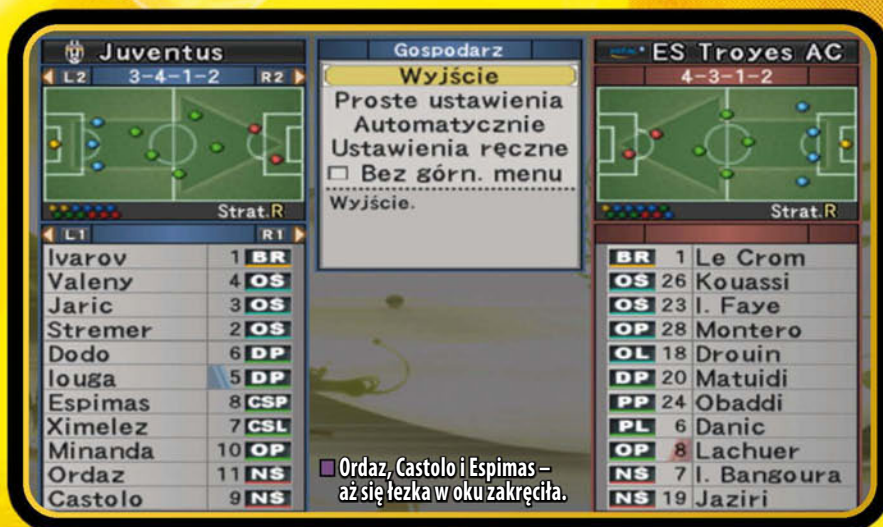 Juventus
L2 3-4-1-2 R2
Strat.R
L1 R1
Ivarov 1 BR
Valeny 4 OŚ
Jaric 3 OŚ
Stremer 2 OŚ
Dodo 6 DP
Iouga 5 DP
Espimas 8 CSP
Ximelez 7 CSL
Minanda 10 OP
Ordaz 11 NŚ
Castolo 9 NŚ
Gospodarz
Wyjście
Proste ustawienia
Automatycznie
Ustawienia ręczne
Bez górn. menu
Wyjście.
ES Troyes AC
4-3-1-2
Strat.R
BR 1 Le Crom
OŚ 26 Kouassi
OŚ 23 I. Faye
OP 28 Montero
OL 18 Drouin
DP 20 Matuidi
PP 24 Obaddi
PL 6 Danic
OP 8 Lachuer
NŚ 7 I. Bangoura
NŚ 19 Jaziri
Ordaz, Castolo i Espimas –
aż się łezka w oku zakręciła.